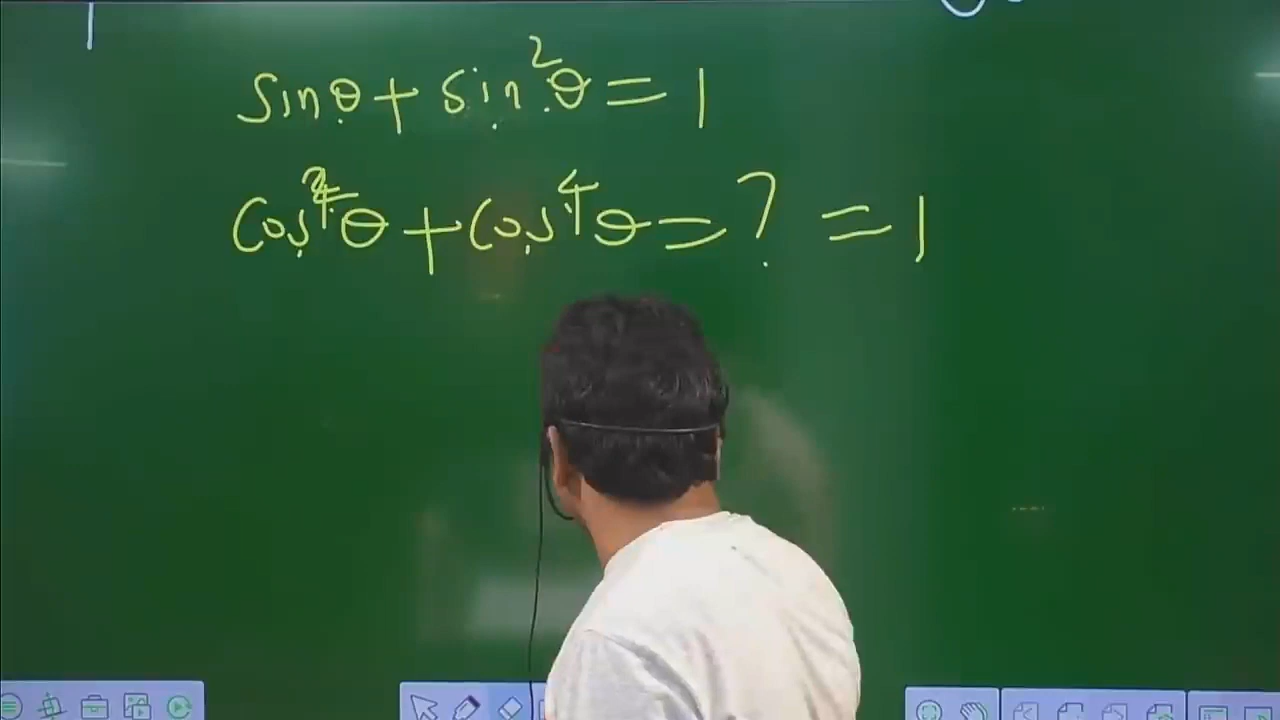 sinθ + sin²θ = 1
cos²θ + cos⁴θ = ? = 1